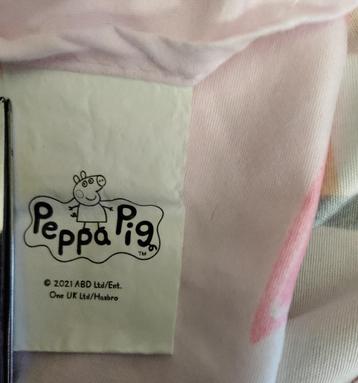 Peppa Pig
TM
© 2021 ABD Ltd/Ent.
One UK Ltd/Hasbro